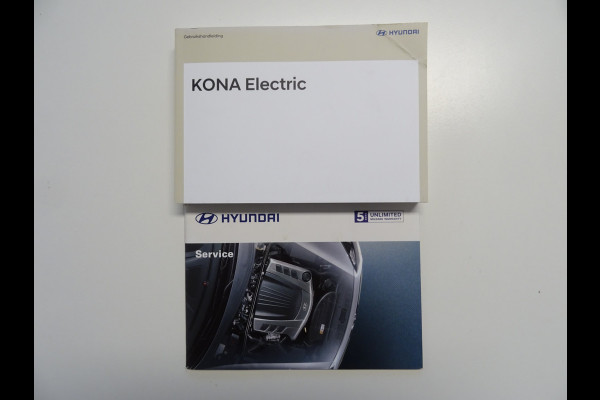 Gebruikershandleiding
HYUNDAI
KONA Electric
HYUNDAI
5 UNLIMITED
Service